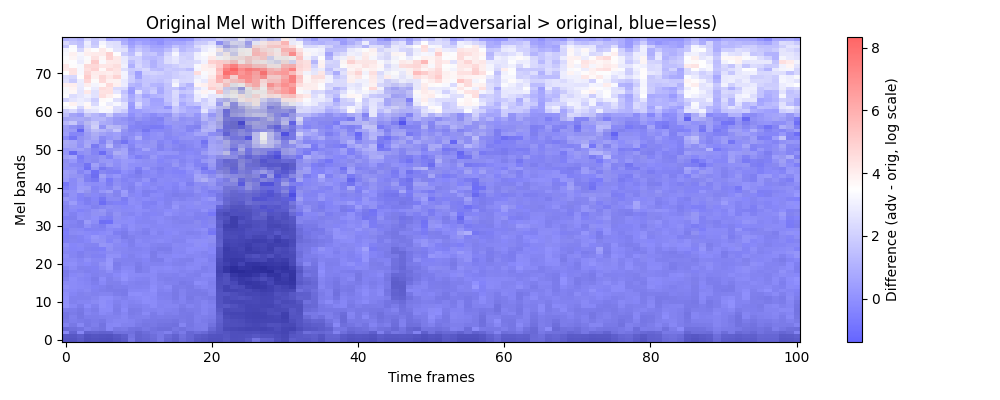 Original Mel with Differences (red=adversarial > original, blue=less)
Mel bands
70
60
50
40
30
20
10
0
0 20 40 60 80 100
Time frames
8
6
4
2
0
Difference (adv - orig, log scale)